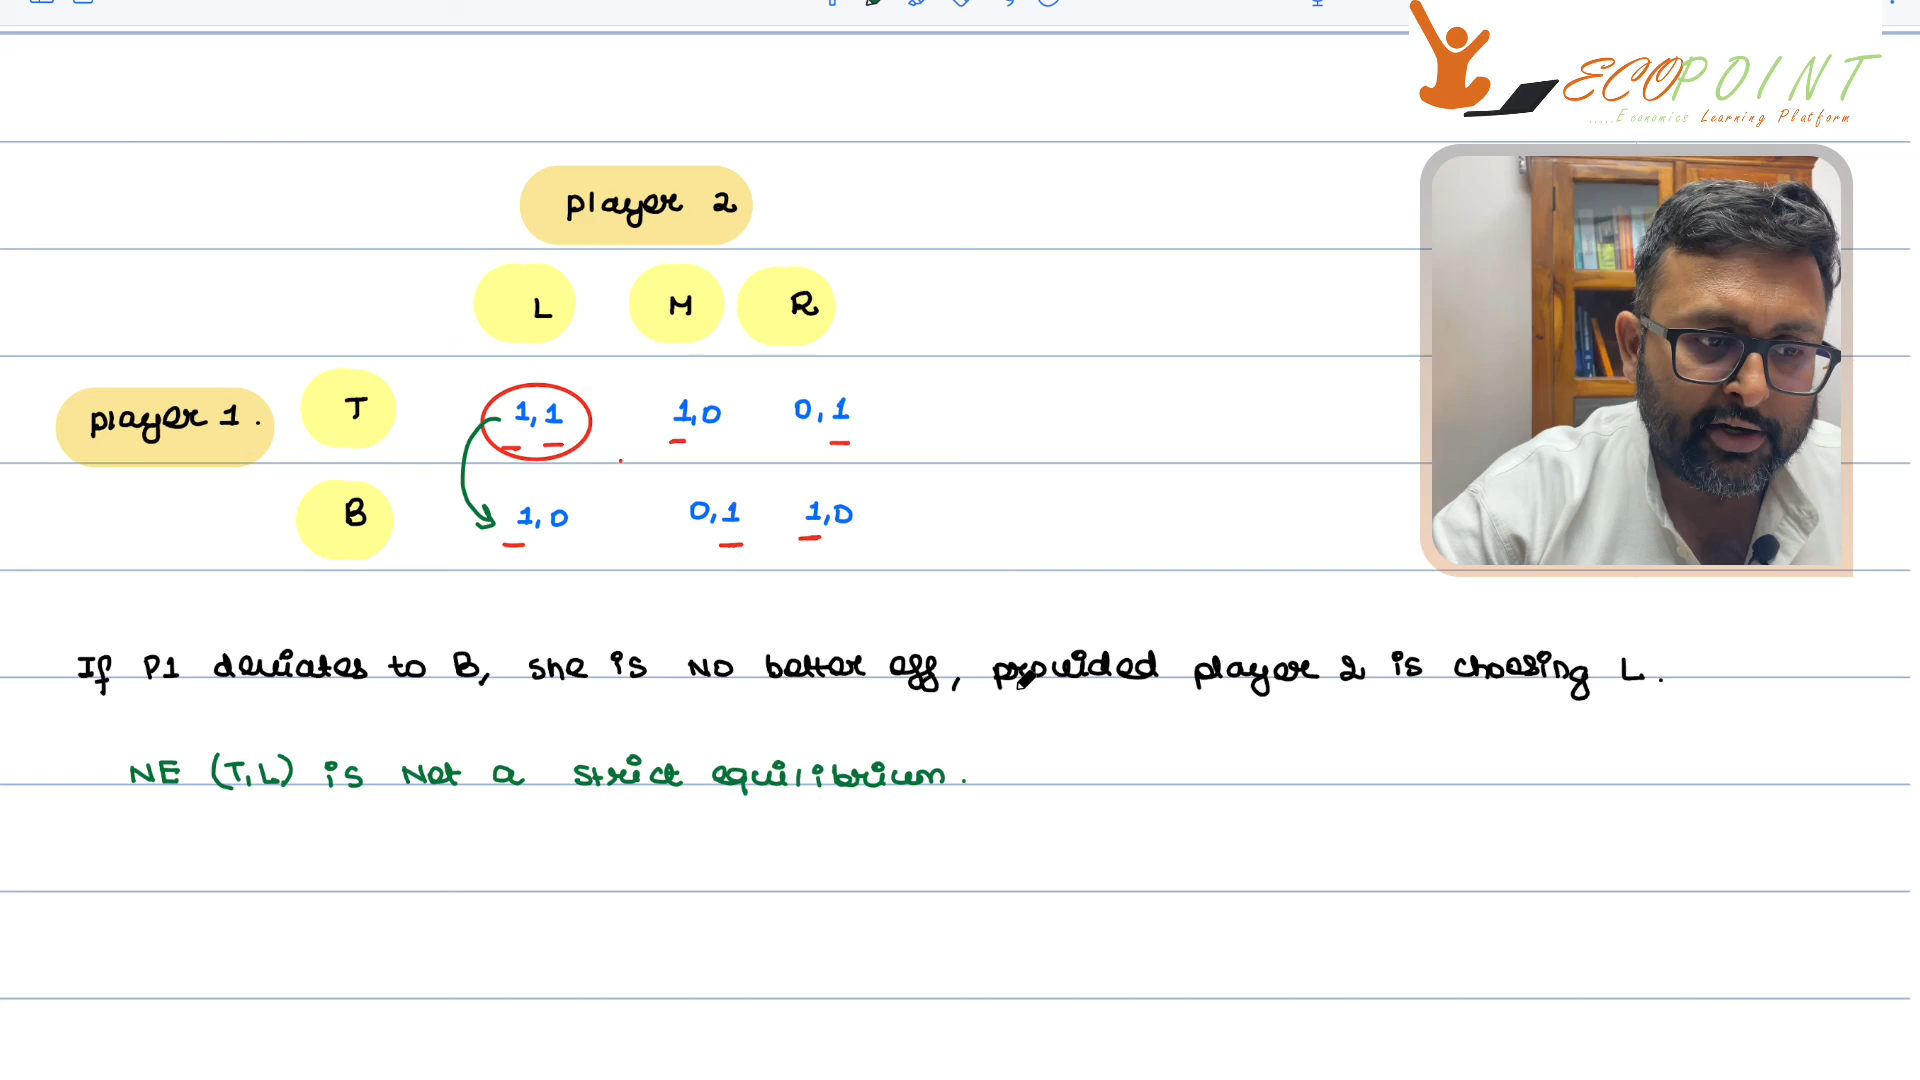 ECOPOINT
.....Economics Learning Platform
player 2
L M R
player 1. T 1,1 1,0 0,1
B 1,0 0,1 1,0
If P1 deviates to B, she is NO better off, provided player 2 is choosing L.
NE (T,L) is Not a strict equilibrium.